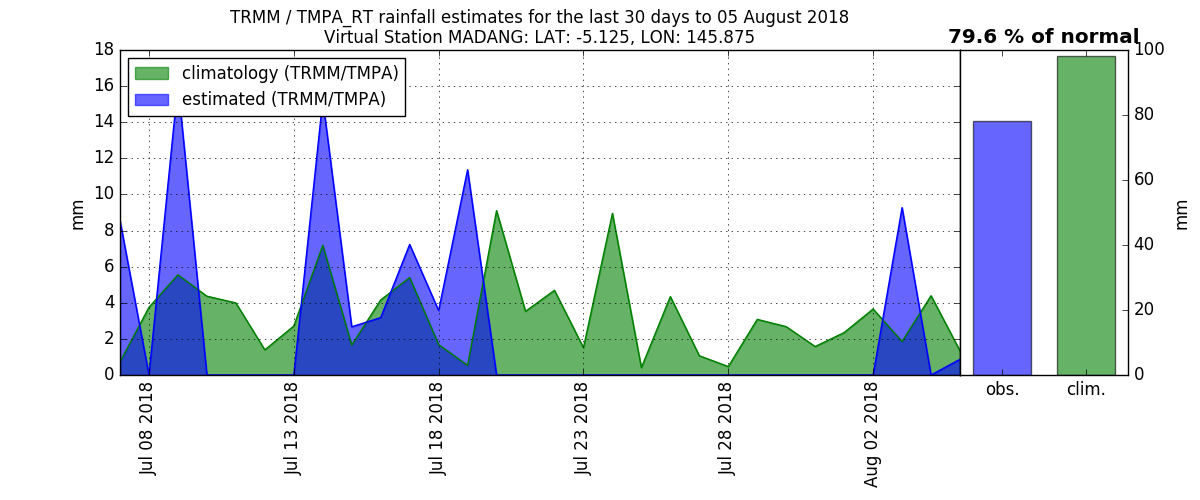 TRMM / TMPA_RT rainfall estimates for the last 30 days to 05 August 2018
Virtual Station MADANG: LAT: -5.125, LON: 145.875
79.6 % of normal
climatology (TRMM/TMPA)
estimated (TRMM/TMPA)
mm
18
16
14
12
10
8
6
4
2
0
Jul 08 2018
Jul 13 2018
Jul 18 2018
Jul 23 2018
Jul 28 2018
Aug 02 2018
obs.
clim.
100
80
60
40
20
0
mm